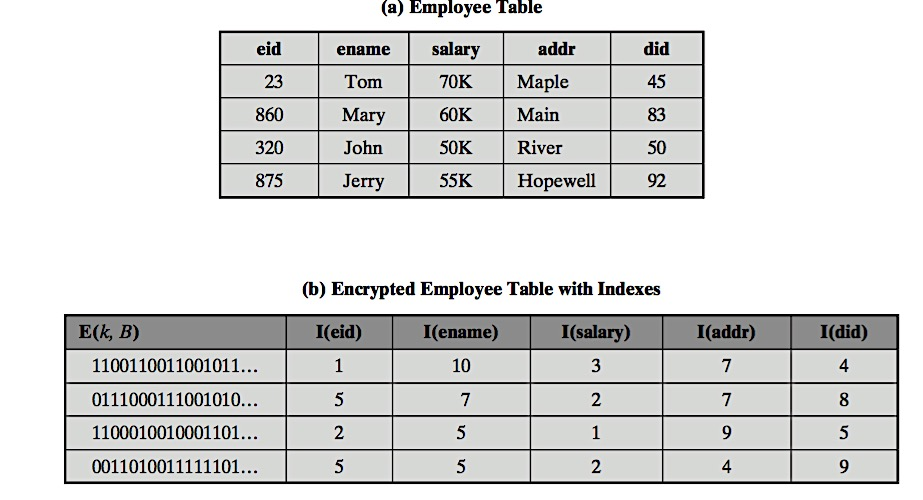 (a) Employee Table
eid ename salary addr did
23 Tom 70K Maple 45
860 Mary 60K Main 83
320 John 50K River 50
875 Jerry 55K Hopewell 92
(b) Encrypted Employee Table with Indexes
E(k, B) I(eid) I(ename) I(salary) I(addr) I(did)
1100110011001011... 1 10 3 7 4
0111000111001010... 5 7 2 7 8
1100010010001101... 2 5 1 9 5
0011010011111101... 5 5 2 4 9